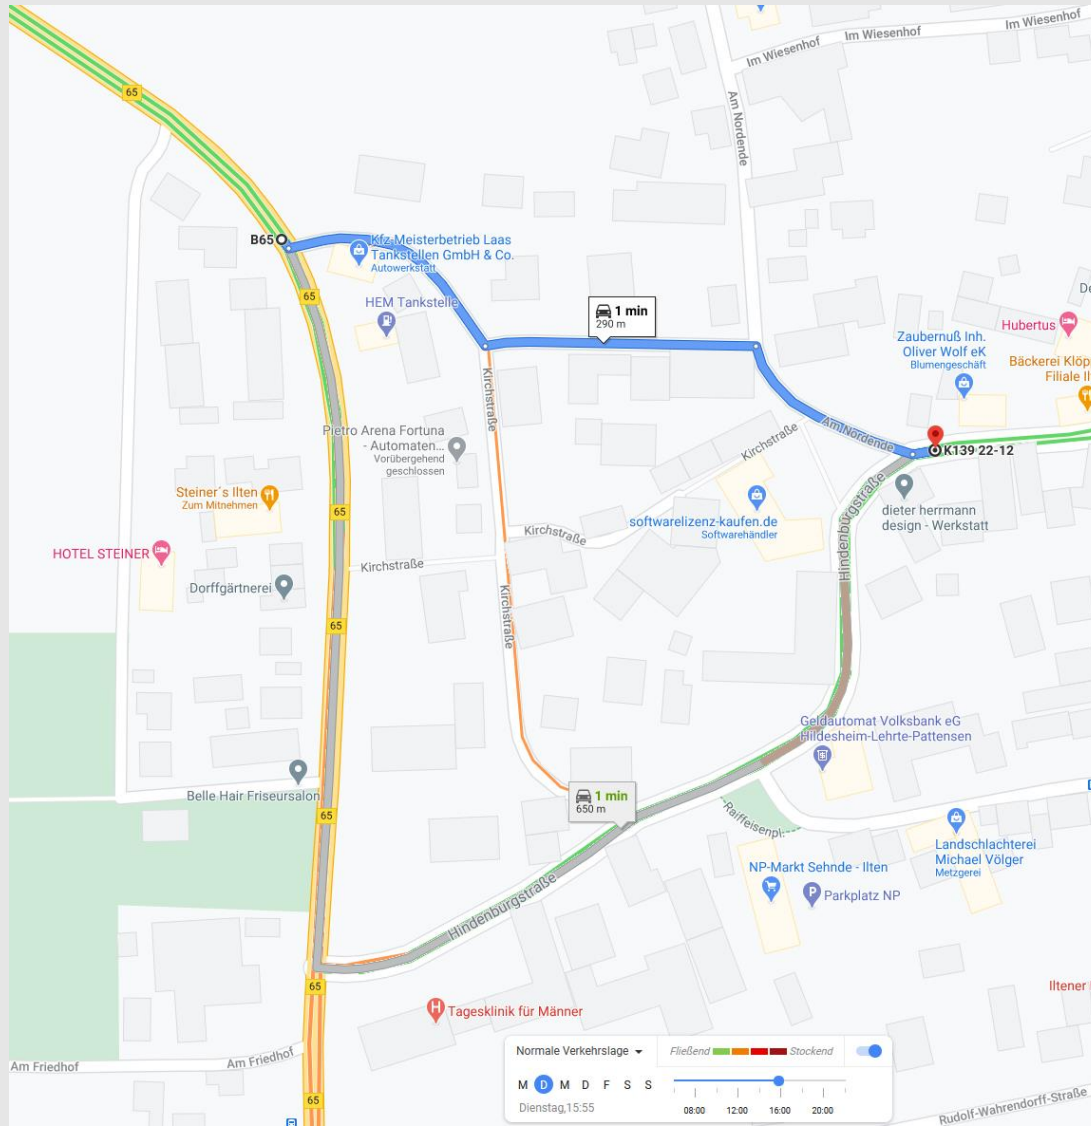 Im Wiesenhof
Im Wiesenhof
Im Wiesenhof
65
Am Nordende
B65
Kfz-Meisterbetrieb Laas
Tankstellen GmbH & Co.
Autowerkstatt
65
HEM Tankstelle
1 min
290 m
De
Hubertus
Zaubernuß Inh.
Oliver Wolf eK
Blumengeschäft
Bäckerei Klöp
Filiale Il
Kirchstraße
Pietro Arena Fortuna
- Automaten...
Vorübergehend
geschlossen
Kirchstraße
Am Nordende
K139 22-12
Steiner´s Ilten
Zum Mitnehmen
65
softwarelizenz-kaufen.de
Softwarehändler
Hindenburgstraße
dieter herrmann
design - Werkstatt
Kirchstraße
HOTEL STEINER
Kirchstraße
Dorffgärtnerei
Kirchstraße
65
Geldautomat Volksbank eG
Hildesheim-Lehrte-Pattensen
Belle Hair Friseursalon
1 min
650 m
65
Raiffeisenpl.
Landschlachterei
Michael Völger
Metzgerei
NP-Markt Sehnde - Ilten
P
Parkplatz NP
Hindenburgstraße
65
H
Tagesklinik für Männer
Iltener
Am Friedhof
Am Friedhof
65
Normale Verkehrslage
Fließend
Stockend
M D M D F S S
Dienstag,15:55
08:00 12:00 16:00 20:00
Rudolf-Wahrendorff-Straße